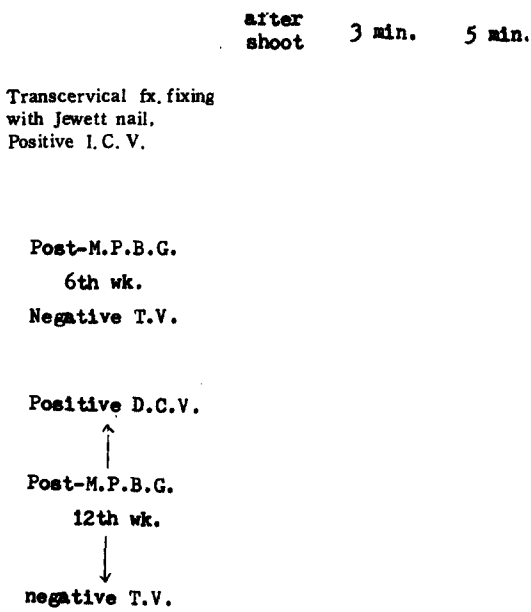 after
shoot 3 min. 5 min.
Transcervical fx. fixing
with Jewett nail.
Positive I.C.V.
Post-M.P.B.G.
6th wk.
Negative T.V.
Positive D.C.V.
↑
Post-M.P.B.G.
12th wk.
↓
negative T.V.